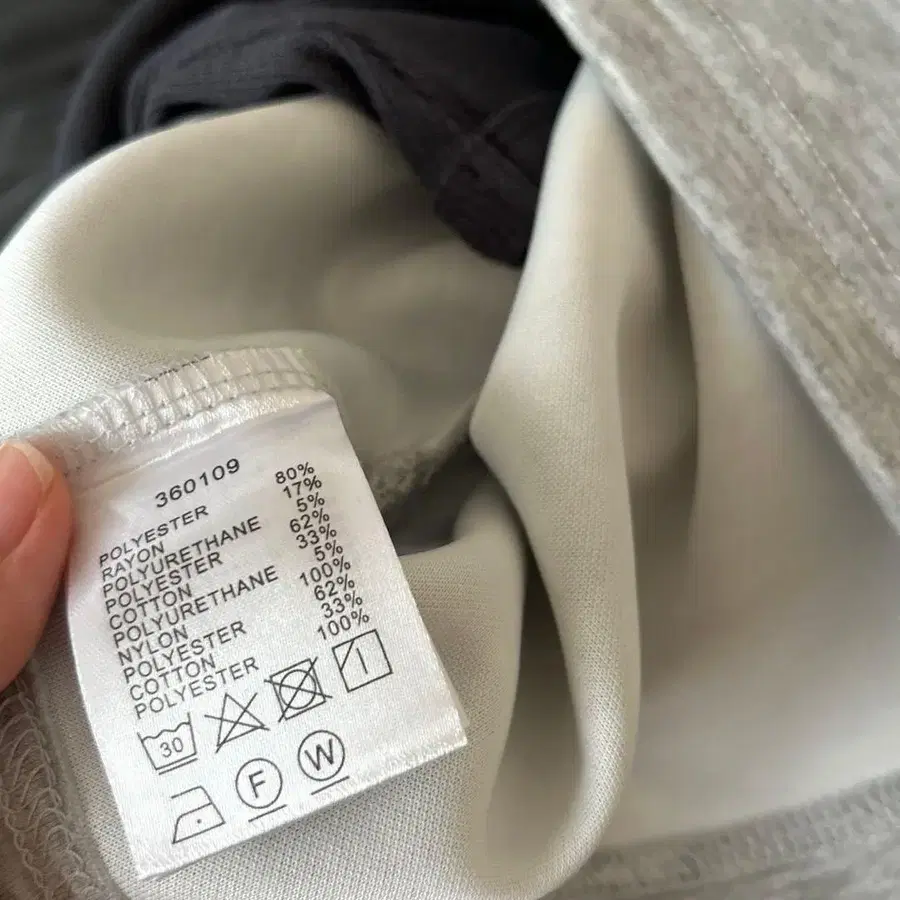 360109
POLYESTER 80%
RAYON 17%
POLYURETHANE 5%
POLYESTER 62%
COTTON 33%
POLYURETHANE 5%
NYLON 100%
POLYESTER 62%
COTTON 33%
POLYESTER 100%
30
F W